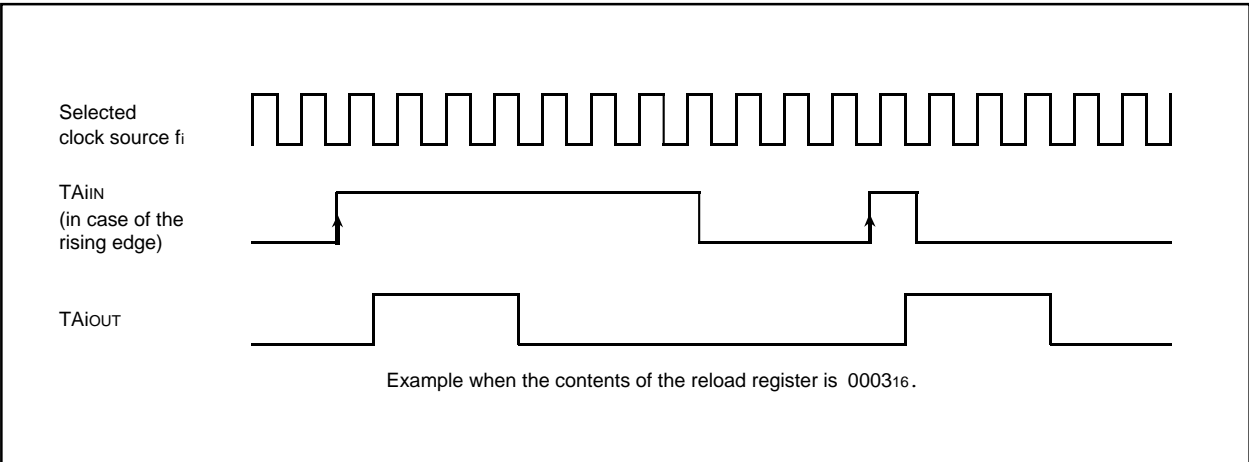 Selected
clock source fi
TAiIN
(in case of the
rising edge)
TAiOUT
Example when the contents of the reload register is 000316.